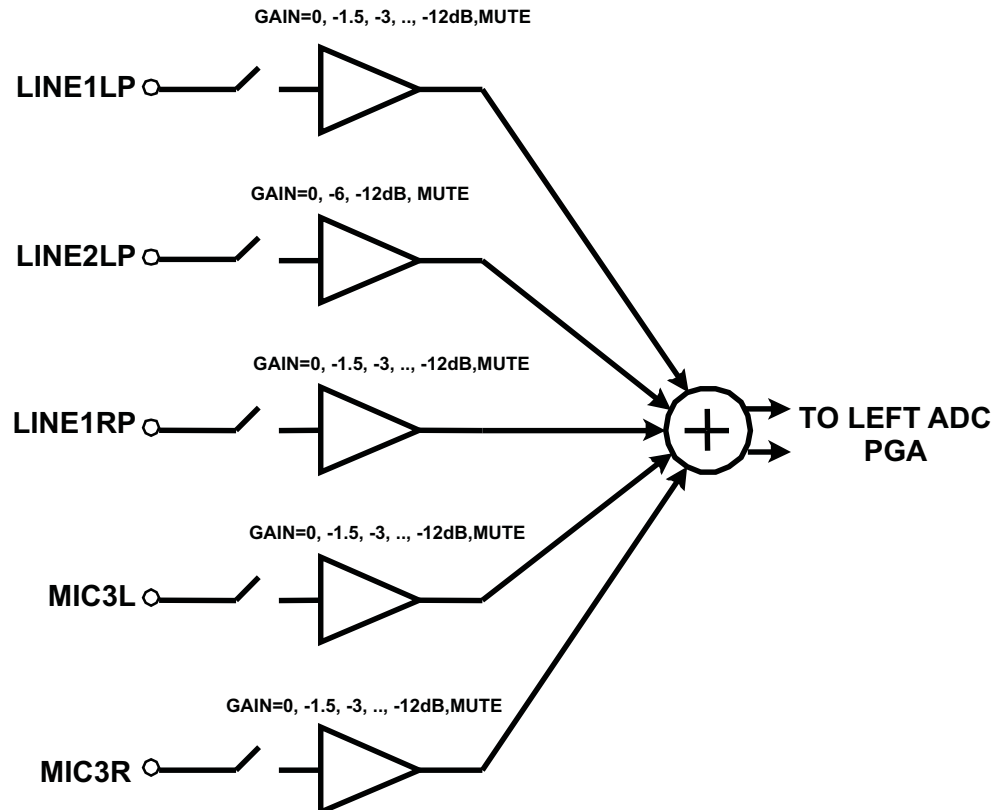 GAIN=0, -1.5, -3, .., -12dB,MUTE
LINE1LP
GAIN=0, -6, -12dB, MUTE
LINE2LP
GAIN=0, -1.5, -3, .., -12dB,MUTE
LINE1RP
TO LEFT ADC
PGA
GAIN=0, -1.5, -3, .., -12dB,MUTE
MIC3L
GAIN=0, -1.5, -3, .., -12dB,MUTE
MIC3R